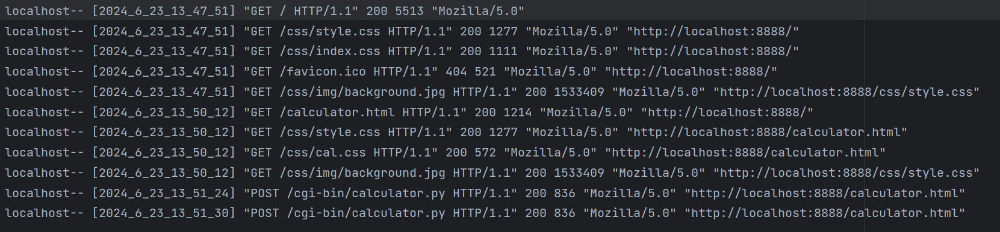 localhost-- [2024_6_23_13_47_51] "GET / HTTP/1.1" 200 5513 "Mozilla/5.0"
localhost-- [2024_6_23_13_47_51] "GET /css/style.css HTTP/1.1" 200 1277 "Mozilla/5.0" "http://localhost:8888/"
localhost-- [2024_6_23_13_47_51] "GET /css/index.css HTTP/1.1" 200 1111 "Mozilla/5.0" "http://localhost:8888/"
localhost-- [2024_6_23_13_47_51] "GET /favicon.ico HTTP/1.1" 404 521 "Mozilla/5.0" "http://localhost:8888/"
localhost-- [2024_6_23_13_47_51] "GET /css/img/background.jpg HTTP/1.1" 200 1533409 "Mozilla/5.0" "http://localhost:8888/css/style.css"
localhost-- [2024_6_23_13_50_12] "GET /calculator.html HTTP/1.1" 200 1214 "Mozilla/5.0" "http://localhost:8888/"
localhost-- [2024_6_23_13_50_12] "GET /css/style.css HTTP/1.1" 200 1277 "Mozilla/5.0" "http://localhost:8888/calculator.html"
localhost-- [2024_6_23_13_50_12] "GET /css/cal.css HTTP/1.1" 200 572 "Mozilla/5.0" "http://localhost:8888/calculator.html"
localhost-- [2024_6_23_13_50_12] "GET /css/img/background.jpg HTTP/1.1" 200 1533409 "Mozilla/5.0" "http://localhost:8888/css/style.css"
localhost-- [2024_6_23_13_51_24] "POST /cgi-bin/calculator.py HTTP/1.1" 200 836 "Mozilla/5.0" "http://localhost:8888/calculator.html"
localhost-- [2024_6_23_13_51_30] "POST /cgi-bin/calculator.py HTTP/1.1" 200 836 "Mozilla/5.0" "http://localhost:8888/calculator.html"